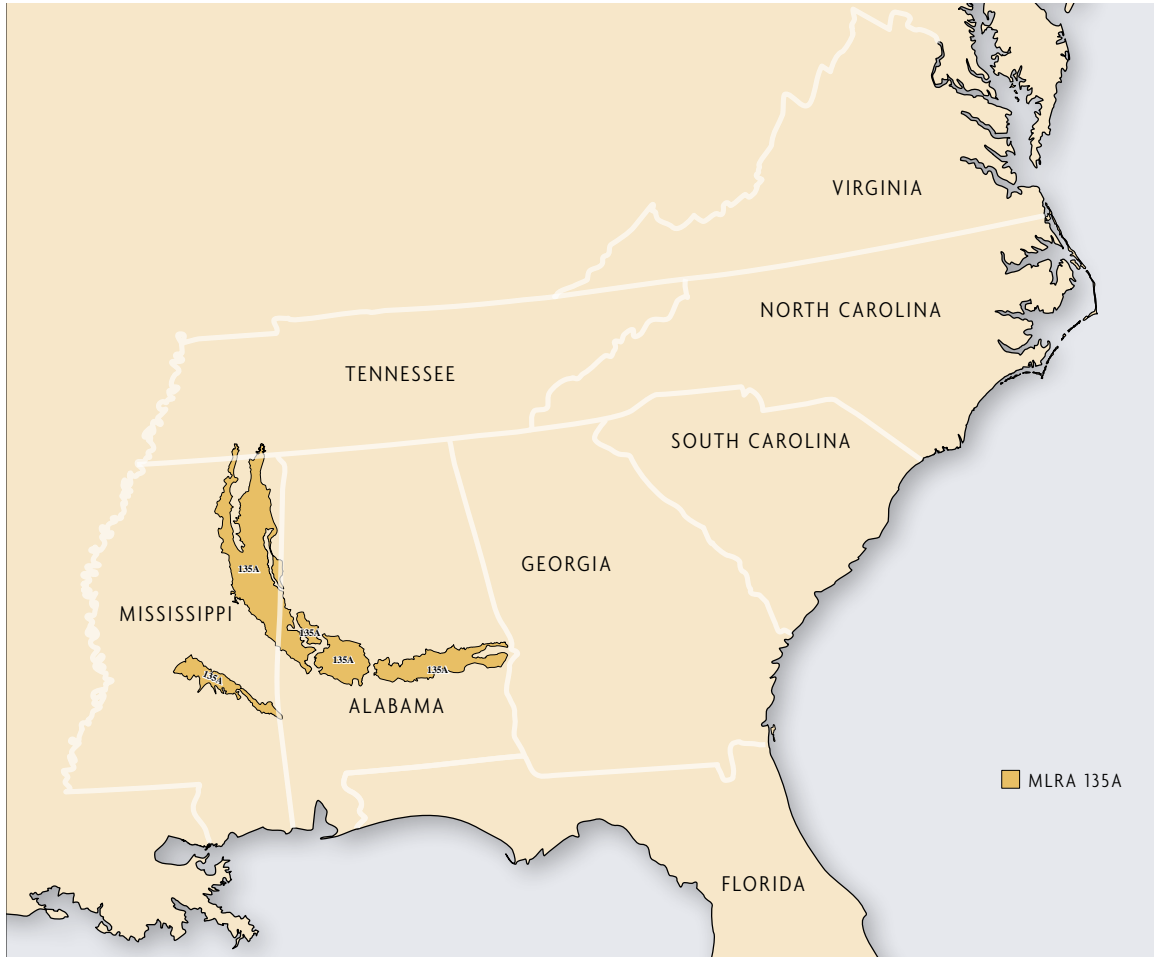 VIRGINIA
NORTH CAROLINA
TENNESSEE
SOUTH CAROLINA
GEORGIA
135A
MISSISSIPPI
135A
135A
135A
135A
ALABAMA
MLRA 135A
FLORIDA